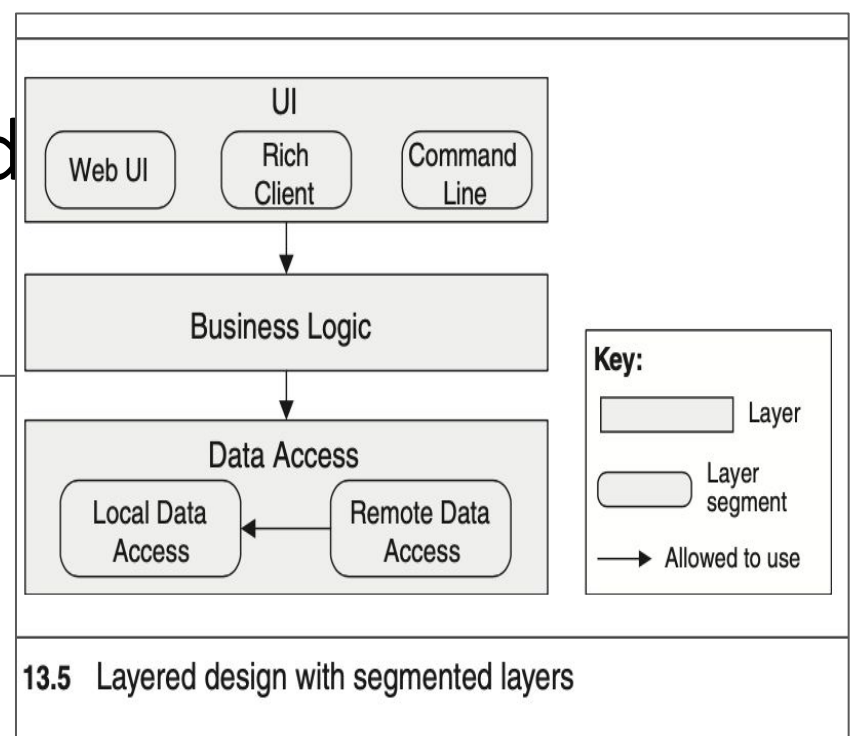 d
UI
Web UI
Rich
Client
Command
Line
Business Logic
Data Access
Local Data
Access
Remote Data
Access
Key:
Layer
Layer
segment
Allowed to use
13.5 Layered design with segmented layers